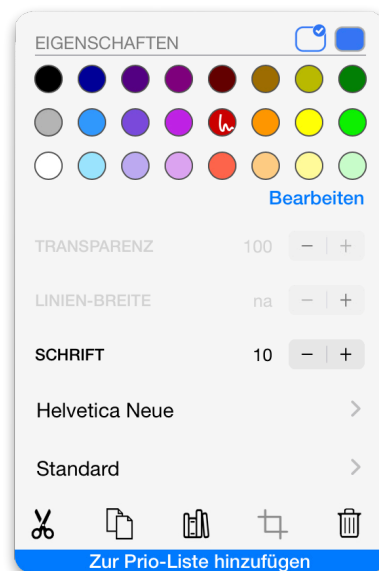 EIGENSCHAFTEN
Bearbeiten
TRANSPARENZ 100 − +
LINIEN-BREITE na − +
SCHRIFT 10 − +
Helvetica Neue
Standard
Zur Prio-Liste hinzufügen